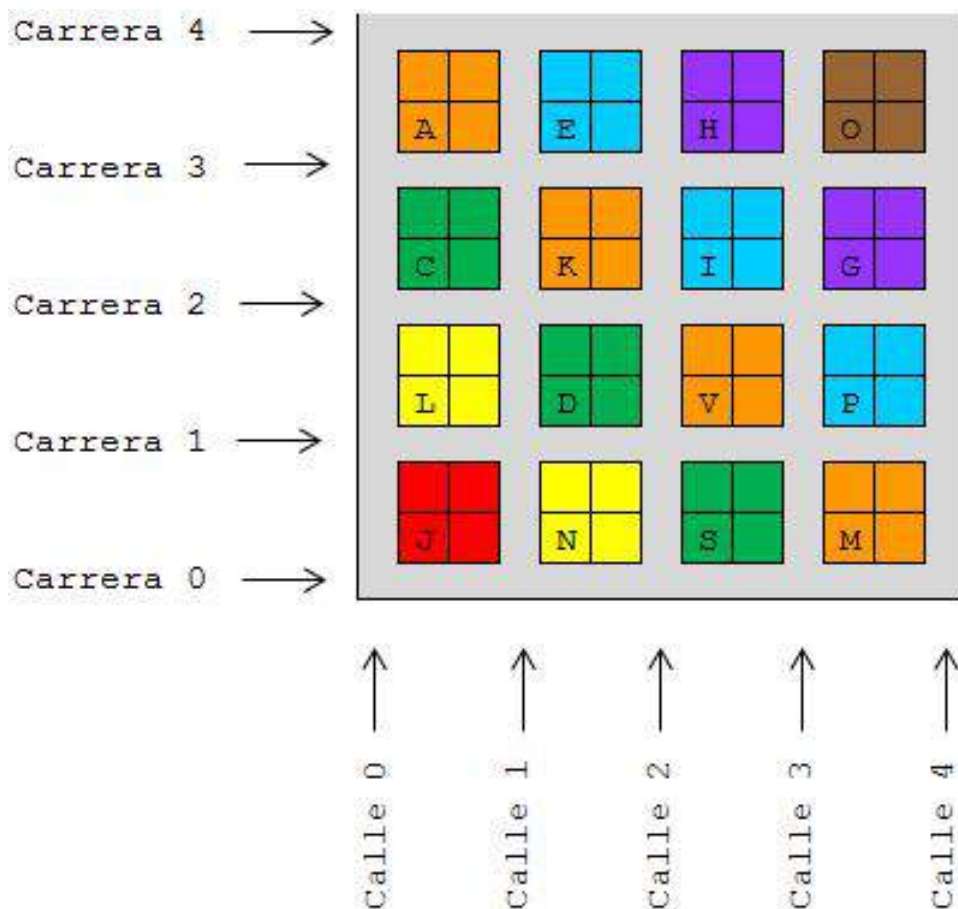 Carrera 4
A E H O
Carrera 3
C K I G
Carrera 2
L D V P
Carrera 1
J N S M
Carrera 0
Calle 0
Calle 1
Calle 2
Calle 3
Calle 4